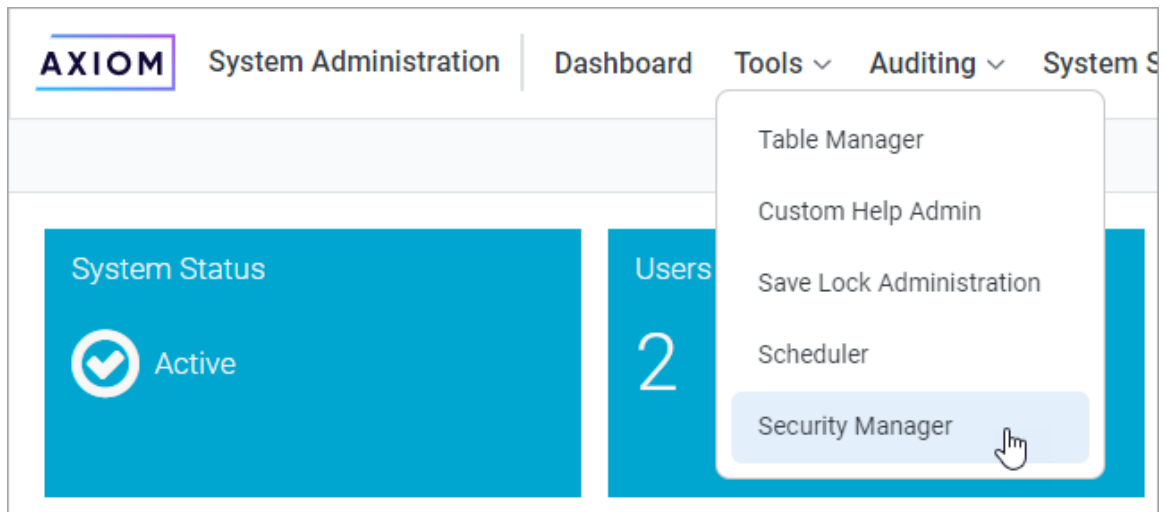 AXIOM System Administration Dashboard Tools Auditing System S
Table Manager
Custom Help Admin
Save Lock Administration
Scheduler
Security Manager
System Status
Active
Users
2